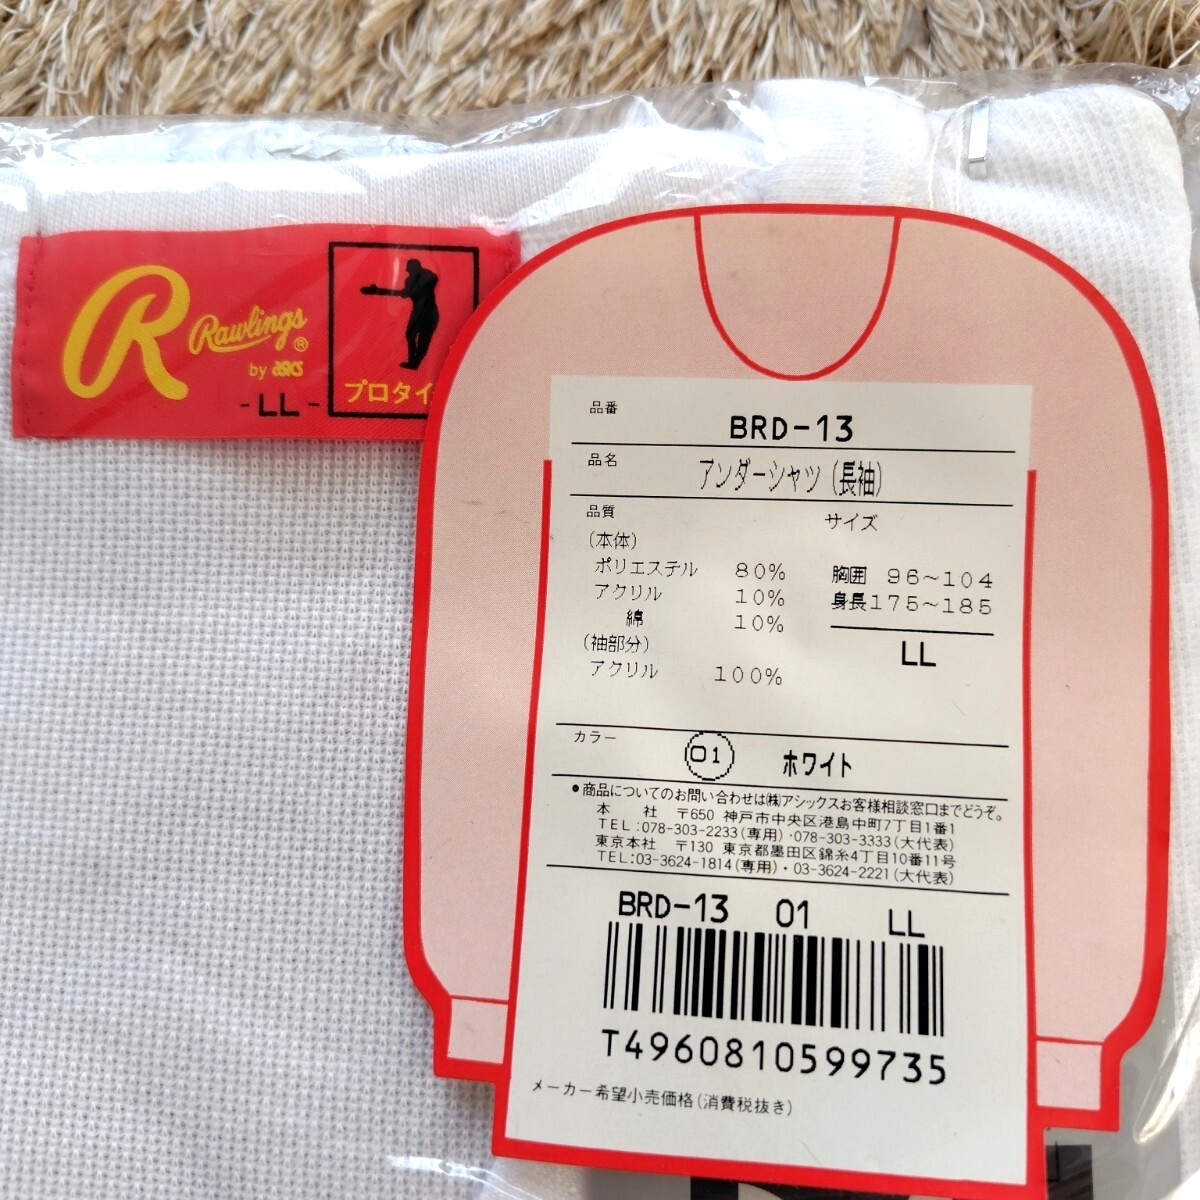 R Rawlings®
by asics
-LL-
プロタイ
品番 BRD-13
品名 アンダーシャツ(長袖)
品質
(本体)
ポリエステル 80%
アクリル 10%
綿 10%
(袖部分)
アクリル 100%
サイズ
胸囲 96〜104
身長175〜185
LL
カラー 01 ホワイト
●商品についてのお問い合わせは㈱アシックスお客様相談窓口までどうぞ。
本 社 〒650 神戸市中央区港島中町7丁目1番1
TEL:078-303-2233(専用)・078-303-3333(大代表)
東京本社 〒130 東京都墨田区錦糸4丁目10番11号
TEL:03-3624-1814(専用)・03-3624-2221(大代表)
BRD-13 01 LL
T4960810599735
メーカー希望小売価格(消費税抜き)